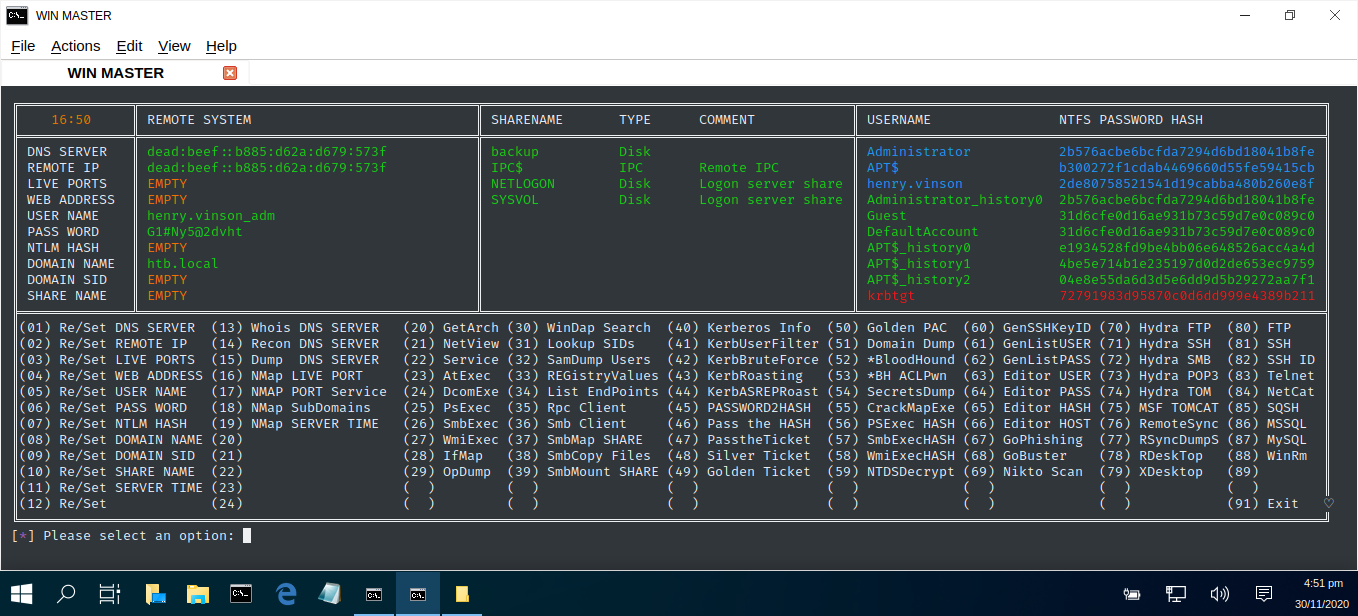 WIN MASTER
File Actions Edit View Help
WIN MASTER
16:50 REMOTE SYSTEM SHARENAME TYPE COMMENT USERNAME NTFS PASSWORD HASH
DNS SERVER dead:beef::b885:d62a:d679:573f backup Disk Administrator 2b576acbe6bcfda7294d6bd18041b8fe
REMOTE IP dead:beef::b885:d62a:d679:573f IPC$ IPC Remote IPC APT$ b300272f1cdab4469660d55fe59415cb
LIVE PORTS EMPTY NETLOGON Disk Logon server share henry.vinson 2de80758521541d19cabba480b260e8f
WEB ADDRESS EMPTY SYSVOL Disk Logon server share Administrator_history0 2b576acbe6bcfda7294d6bd18041b8fe
USER NAME henry.vinson_adm Guest 31d6cfe0d16ae931b73c59d7e0c089c0
PASS WORD G1#Ny5@2dvht DefaultAccount 31d6cfe0d16ae931b73c59d7e0c089c0
NTLM HASH EMPTY APT$_history0 e1934528fd9be4bb06e648526acc4a4d
DOMAIN NAME htb.local APT$_history1 4be5e714b1e235197d0d2de653ec9759
DOMAIN SID EMPTY APT$_history2 04e8e55da6d3d5e6dd9d5b29272aa7f1
SHARE NAME EMPTY krbtgt 72791983d95870c0d6dd999e4389b211
(01) Re/Set DNS SERVER (13) Whois DNS SERVER (20) GetArch (30) WinDap Search (40) Kerberos Info (50) Golden PAC (60) GenSSHKeyID (70) Hydra FTP (80) FTP
(02) Re/Set REMOTE IP (14) Recon DNS SERVER (21) NetView (31) Lookup SIDs (41) KerbUserFilter (51) Domain Dump (61) GenListUSER (71) Hydra SSH (81) SSH
(03) Re/Set LIVE PORTS (15) Dump DNS SERVER (22) Service (32) SamDump Users (42) KerbBruteForce (52) *BloodHound (62) GenListPASS (72) Hydra SMB (82) SSH ID
(04) Re/Set WEB ADDRESS (16) NMap LIVE PORT (23) AtExec (33) REGistryValues (43) KerbRoasting (53) *BH ACLPwn (63) Editor USER (73) Hydra POP3 (83) Telnet
(05) Re/Set USER NAME (17) NMAP PORT Service (24) DcomExe (34) List EndPoints (44) KerbASREPRoast (54) SecretsDump (64) Editor PASS (74) Hydra TOM (84) NetCat
(06) Re/Set PASS WORD (18) NMap SubDomains (25) PsExec (35) Rpc Client (45) PASSWORD2HASH (55) CrackMapExe (65) Editor HASH (75) MSF TOMCAT (85) SQSH
(07) Re/Set NTLM HASH (19) NMap SERVER TIME (26) SmbExec (36) Smb Client (46) Pass the HASH (56) PSExec HASH (66) Editor HOST (76) RemoteSync (86) MSSQL
(08) Re/Set DOMAIN NAME (20) (27) WmiExec (37) SmbMap SHARE (47) PasstheTicket (57) SmbExecHASH (67) GoPhishing (77) RSyncDumpS (87) MySQL
(09) Re/Set DOMAIN SID (21) (28) IfMap (38) SmbCopy Files (48) Silver Ticket (58) WmiExecHASH (68) GoBuster (78) RDeskTop (88) WinRm
(10) Re/Set SHARE NAME (22) (29) OpDump (39) SmbMount SHARE (49) Golden Ticket (59) NTDSDecrypt (69) Nikto Scan (79) XDesktop (89)
(11) Re/Set SERVER TIME (23) ( ) ( ) ( ) ( ) ( ) ( ) ( )
(12) Re/Set (24) ( ) ( ) ( ) ( ) ( ) ( ) (91) Exit ♡
[*] Please select an option:
4:51 pm
30/11/2020